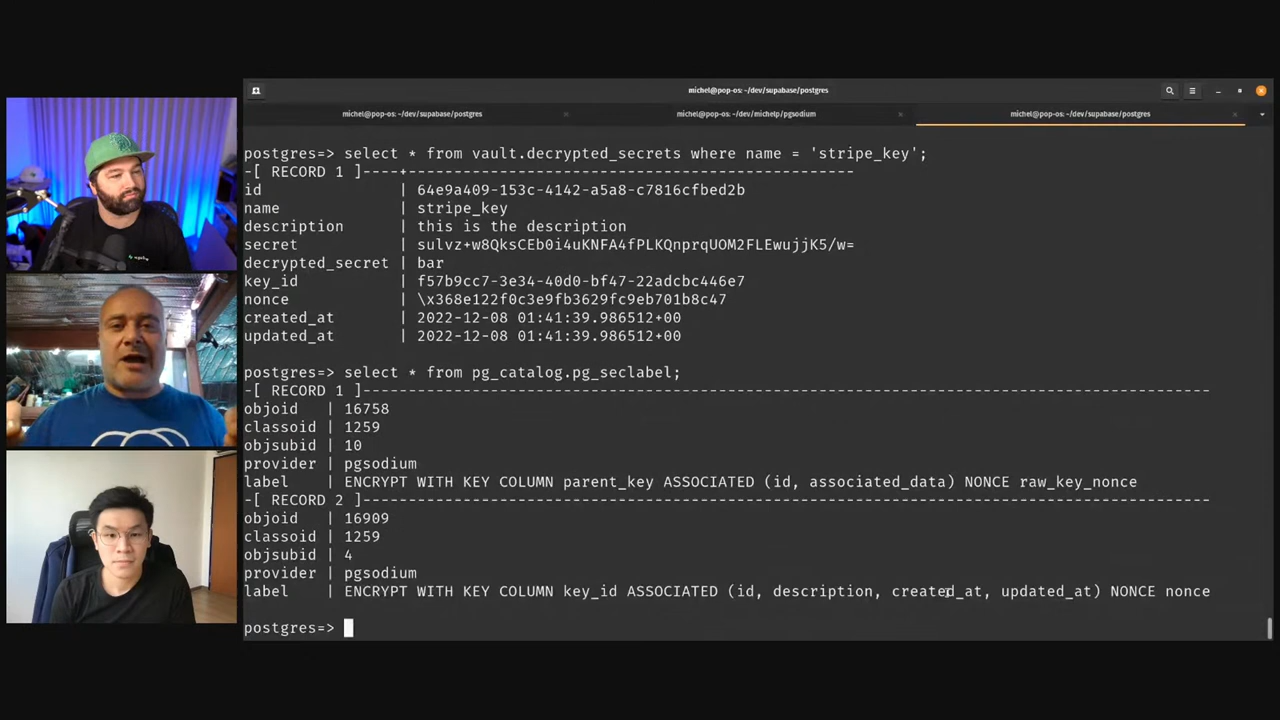 michel@pop-os: ~/dev/supabase/postgres
michel@pop-os: ~/dev/supabase/postgres
michel@pop-os: ~/dev/michelp/pgsodium
michel@pop-os: ~/dev/supabase/postgres
postgres=> select * from vault.decrypted_secrets where name = 'stripe_key';
-[ RECORD 1 ]----+-------------------------------------------------
id | 64e9a409-153c-4142-a5a8-c7816cfbed2b
name | stripe_key
description | this is the description
secret | sulvz+w8QksCEb0i4uKNFA4fPLKQnprqUOM2FLEwujjK5/w=
decrypted_secret | bar
key_id | f57b9cc7-3e34-40d0-bf47-22adcbc446e7
nonce | \x368e122f0c3e9fb3629fc9eb701b8c47
created_at | 2022-12-08 01:41:39.986512+00
updated_at | 2022-12-08 01:41:39.986512+00
postgres=> select * from pg_catalog.pg_seclabel;
-[ RECORD 1 ]---------------------------------------------------------------------------------------------
objoid | 16758
classoid | 1259
objsubid | 10
provider | pgsodium
label | ENCRYPT WITH KEY COLUMN parent_key ASSOCIATED (id, associated_data) NONCE raw_key_nonce
-[ RECORD 2 ]---------------------------------------------------------------------------------------------
objoid | 16909
classoid | 1259
objsubid | 4
provider | pgsodium
label | ENCRYPT WITH KEY COLUMN key_id ASSOCIATED (id, description, created_at, updated_at) NONCE nonce
postgres=>